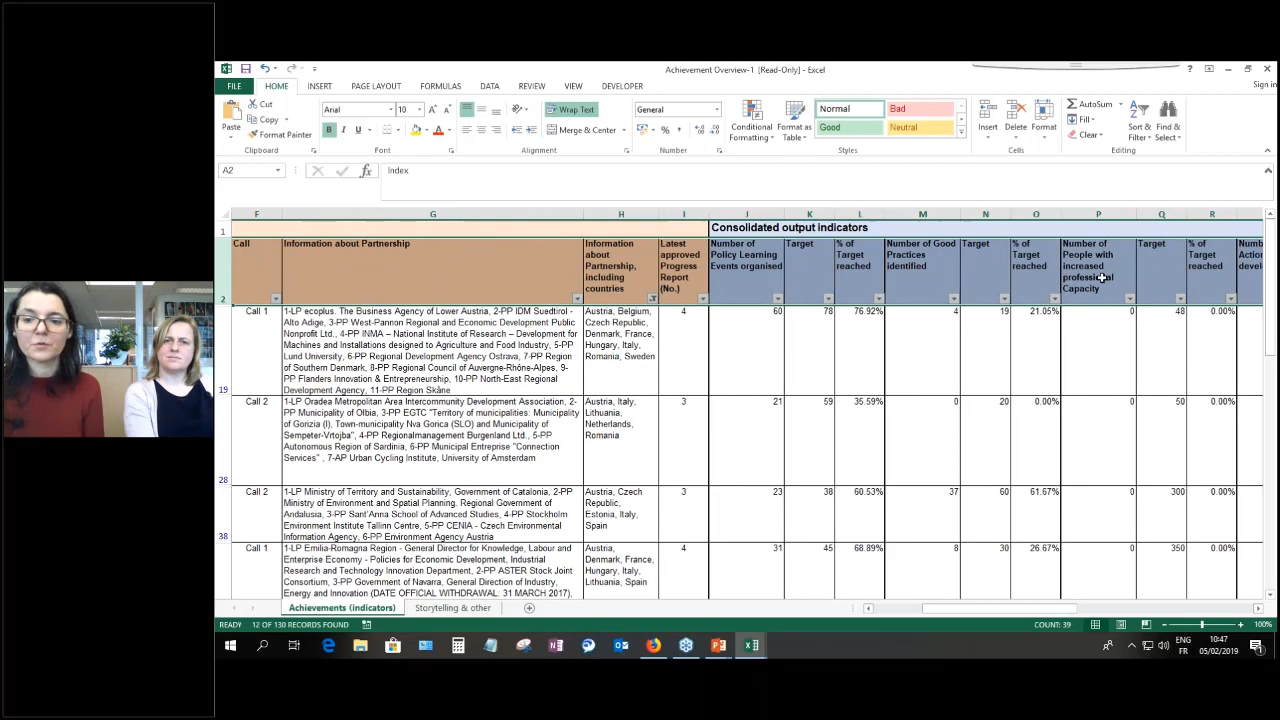 Achievement Overview-1 [Read-Only] - Excel
FILE HOME INSERT PAGE LAYOUT FORMULAS DATA REVIEW VIEW DEVELOPER Sign in
Paste Cut Copy Format Painter Clipboard
Arial 10 Font
Wrap Text Merge & Center Alignment
General Number
Conditional Formatting Format as Table Normal Bad Good Neutral Styles
Insert Delete Format Cells
AutoSum Fill Clear Sort & Filter Find & Select Editing
A2 Index
F G H I J K L M N O P Q R
1 Consolidated output indicators
2
Call
Information about Partnership
Information about Partnership, including countries
Latest approved Progress Report (No.)
Number of Policy Learning Events organised
Target
% of Target reached
Number of Good Practices identified
Target
% of Target reached
Number of People with increased professional Capacity
Target
% of Target reached
19
Call 1
1-LP ecoplus. The Business Agency of Lower Austria, 2-PP IDM Suedtirol -
Alto Adige, 3-PP West-Pannon Regional and Economic Development Public
Nonprofit Ltd., 4-PP INMA – National Institute of Research – Development for
Machines and Installations designed to Agriculture and Food Industry, 5-PP
Lund University, 6-PP Regional Development Agency Ostrava, 7-PP Region
of Southern Denmark, 8-PP Regional Council of Auvergne-Rhône-Alpes, 9-
PP Flanders Innovation & Entrepreneurship, 10-PP North-East Regional
Development Agency, 11-PP Region Skåne
Austria, Belgium,
Czech Republic,
Denmark, France,
Hungary, Italy,
Romania, Sweden
4 60 78 76.92% 4 19 21.05% 0 48 0.00%
28
Call 2
1-LP Oradea Metropolitan Area Intercommunity Development Association, 2-
PP Municipality of Olbia, 3-PP EGTC "Territory of municipalities: Municipality
of Gorizia (I), Town-municipality Nva Gorica (SLO) and Municipality of
Sempeter-Vrtojba", 4-PP Regionalmanagement Burgenland Ltd., 5-PP
Autonomous Region of Sardinia, 6-PP Municipal Entreprise "Connection
Services" , 7-AP Urban Cycling Institute, University of Amsterdam
Austria, Italy,
Lithuania,
Netherlands,
Romania
3 21 59 35.59% 0 20 0.00% 0 50 0.00%
38
Call 2
1-LP Ministry of Territory and Sustainability, Government of Catalonia, 2-PP
Ministry of Environment and Spatial Planning. Regional Government of
Andalusia, 3-PP Sant'Anna School of Advanced Studies, 4-PP Stockholm
Environment Institute Tallinn Centre, 5-PP CENIA - Czech Environmental
Information Agency, 6-PP Environment Agency Austria
Austria, Czech
Republic,
Estonia, Italy,
Spain
3 23 38 60.53% 37 60 61.67% 0 300 0.00%
Call 1
1-LP Emilia-Romagna Region - General Director for Knowledge, Labour and
Enterprise Economy - Policies for Economic Development, Industrial
Research and Technology Innovation Department, 2-PP ASTER Stock Joint
Consortium, 3-PP Government of Navarra, General Direction of Industry,
Energy and Innovation (DATE OFFICIAL WITHDRAWAL: 31 MARCH 2017),
Austria,
Denmark, France,
Hungary, Italy,
Lithuania, Spain
4 31 45 68.89% 8 30 26.67% 0 350 0.00%
Achievements (indicators) Storytelling & other
READY 12 OF 130 RECORDS FOUND COUNT: 39 100%
ENG 10:47
FR 05/02/2019